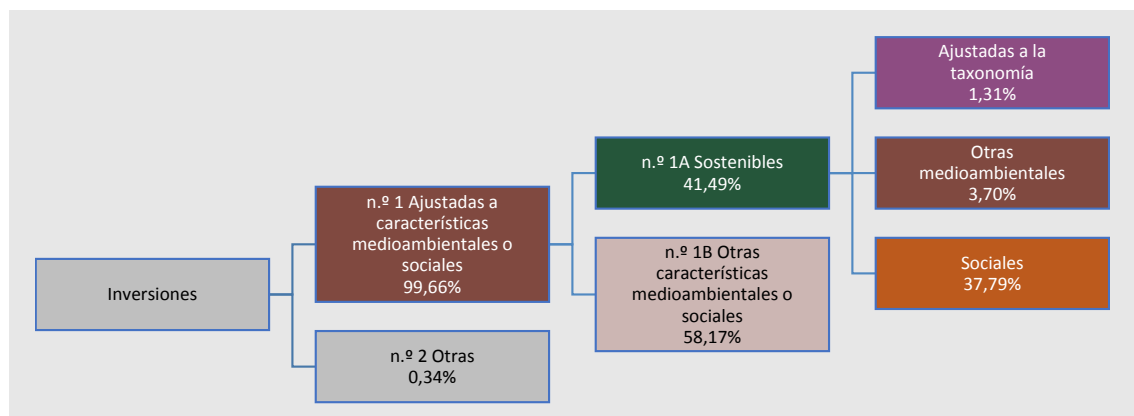 Inversiones
n.º 1 Ajustadas a
características
medioambientales o
sociales
99,66%
n.º 2 Otras
0,34%
n.º 1A Sostenibles
41,49%
n.º 1B Otras
características
medioambientales o
sociales
58,17%
Ajustadas a la
taxonomía
1,31%
Otras
medioambientales
3,70%
Sociales
37,79%